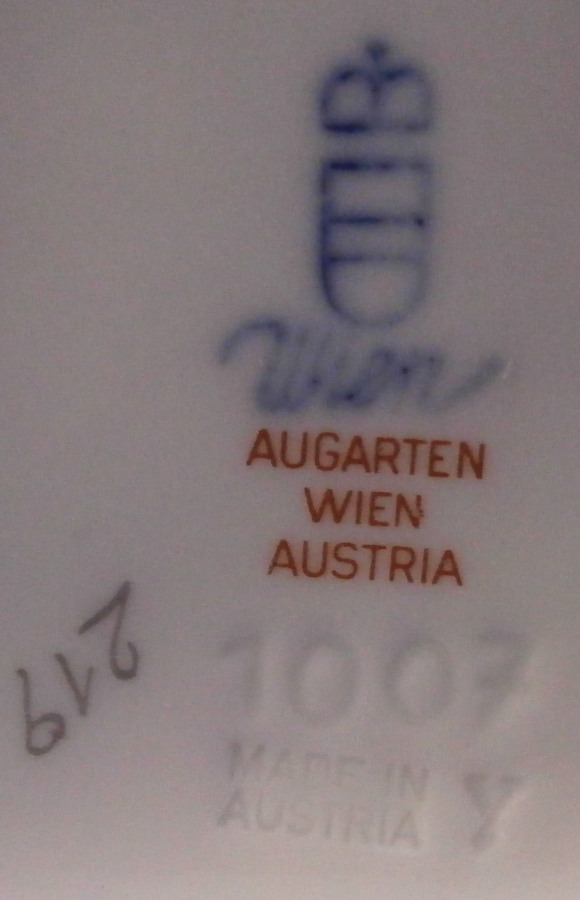 Wien
AUGARTEN
WIEN
AUSTRIA
219
1007
MADE IN
AUSTRIA Y